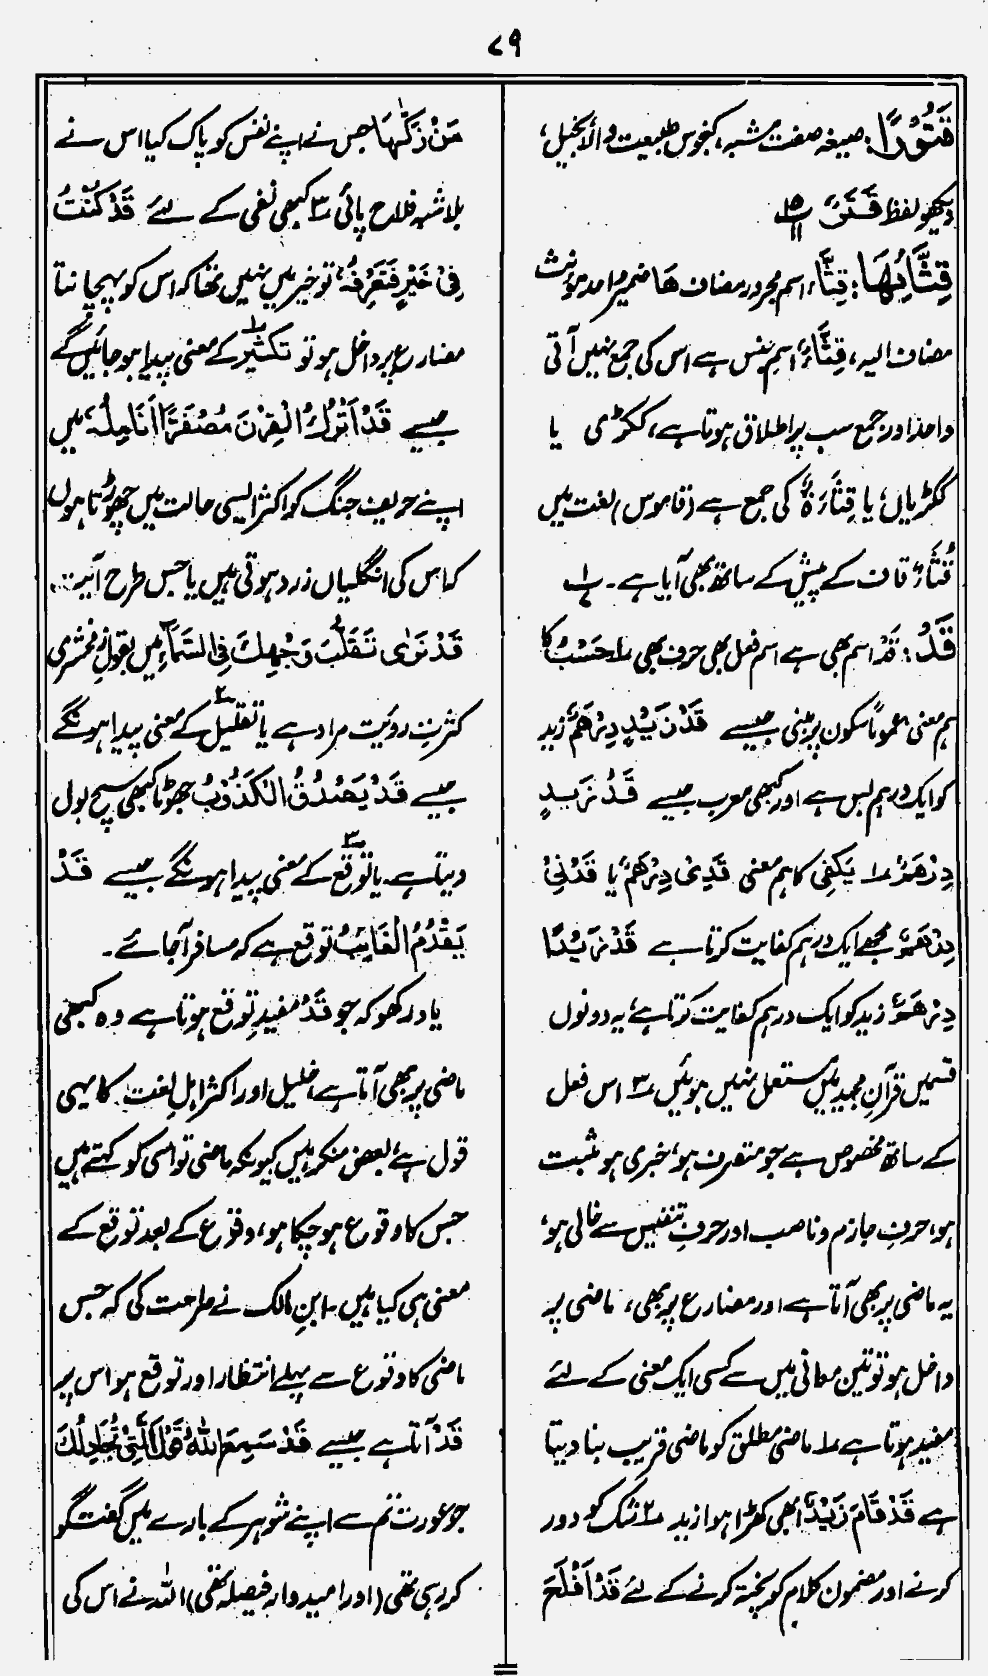 ۷۹
قَتُوْرًا: صیغہ صفت مشبہ، کنجوس طبیعت والا بخیل،
دیکھو لفظ قَتَرَ ۱۵/۱۱
قِثَّائِهَا: قِثَّاء، اسم مجرور مضاف هَا ضمیر واحد مونث
مضاف الیہ، قِثَّاءٌ، اسم جنس ہے اس کی جمع نہیں آتی
واحد اور جمع سب پر اطلاق ہوتا ہے، ککڑی یا
ککڑیاں، یا قِثَاءَةٌ کی جمع ہے (قاموس) لغت میں
قُثَّاءٌ قاف کے پیش کے ساتھ بھی آیا ہے۔
قَدْ: قَدْ اسم بھی ہے اسم فعل بھی حرف بھی ۱؎ حَسْبُ کا
ہم معنی عموماً سکون پر مبنی جیسے قَدْ زَيْدٍ دِرْهَمٌ زید
کو ایک درہم بس ہے اور کبھی معرب جیسے قَدُ زَيْدٍ
دِرْهَمٌ ۲؎ يَكْفِي کا ہم معنی قَدِي دِرْهَمٌ یا قَدْنِيْ
دِرْهَمٌ مجھے ایک درہم کفایت کرتا ہے قَدْ زَيْدًا
دِرْهَمٌ زید کو ایک درہم کفایت کرتا ہے، یہ دونوں
قسمیں قرآن مجید میں مستعمل نہیں ہوئیں ۳؎ اس فعل
کے ساتھ مخصوص ہے جو متصرف ہو، خبری ہو مثبت
ہو، حرفِ جازم و ناصب اور حرفِ تنفیس سے خالی ہو،
یہ ماضی پر بھی آتا ہے اور مضارع پر بھی، ماضی پر
داخل ہو تو تین معانی میں سے کسی ایک معنی کے لئے
مفید ہوتا ہے ۱؎ ماضی مطلق کو ماضی قریب بنا دیتا
ہے قَدْ قَامَ زَيْدٌ ابھی کھڑا ہوا زید ۲؎ شک کو دور
کرنے اور مضمون کلام کو پختہ کرنے کے لئے قَدْ اَفْلَحَ
مَنْ زَكّٰهَا جس نے اپنے نفس کو پاک کیا اس نے
بلاشبہ فلاح پائی ۳؎ کبھی نفی کے لئے قَدْ كُنْتُ
فِيْ خَيْرٍ فَتَعْرِفُهُ، تو خیر میں نہیں تھا کہ اس کو پہچانتا
مضارع پر داخل ہو تو تکثیر ۱؎ کے معنی پیدا ہو جائیں گے
جیسے قَدْ اَتْرُكُ الْقِرْنَ مُصْفَرًّا اَنَامِلُهُ، میں
اپنے حریف جنگ کو اکثر ایسی حالت میں چھوڑتا ہوں
کہ اس کی انگلیاں زرد ہوتی ہیں یا جس طرح آیہ
قَدْ نَرٰى تَقَلُّبَ وَجْهِكَ فِي السَّمَآءِ میں بقول زمخشری
کثرتِ رویت مراد ہے یا تقلیل ۲؎ کے معنی پیدا ہونگے
جیسے قَدْ يَصْدُقُ الْكَذُوْبُ جھوٹا کبھی سچ بول
دیتا ہے۔ یا توقع ۳؎ کے معنی پیدا ہونگے جیسے قَدْ
يَقْدُمُ الْغَائِبُ توقع ہے کہ مسافر آجائے۔
یاد رکھو کہ جو قَدْ مفیدِ توقع ہوتا ہے وہ کبھی
ماضی پر بھی آتا ہے، خلیل اور اکثر اہلِ لغت کا یہی
قول ہے، بعض منکر ہیں کیونکہ ماضی تو اسی کو کہتے ہیں
جس کا وقوع ہو چکا ہو، وقوع کے بعد توقع کے
معنی ہی کیا ہیں۔ ابنِ مالک نے صراحت کی کہ جس
ماضی کا وقوع سے پہلے انتظار اور توقع ہو اس پر
قَدْ آتا ہے جیسے قَدْ سَمِعَ اللّٰهُ قَوْلَ الَّتِيْ تُجَادِلُكَ
جو عورت تم سے اپنے شوہر کے بارے میں گفتگو
کر رہی تھی (اور امیدوار فیصلہ تھی) اللہ نے اس کی